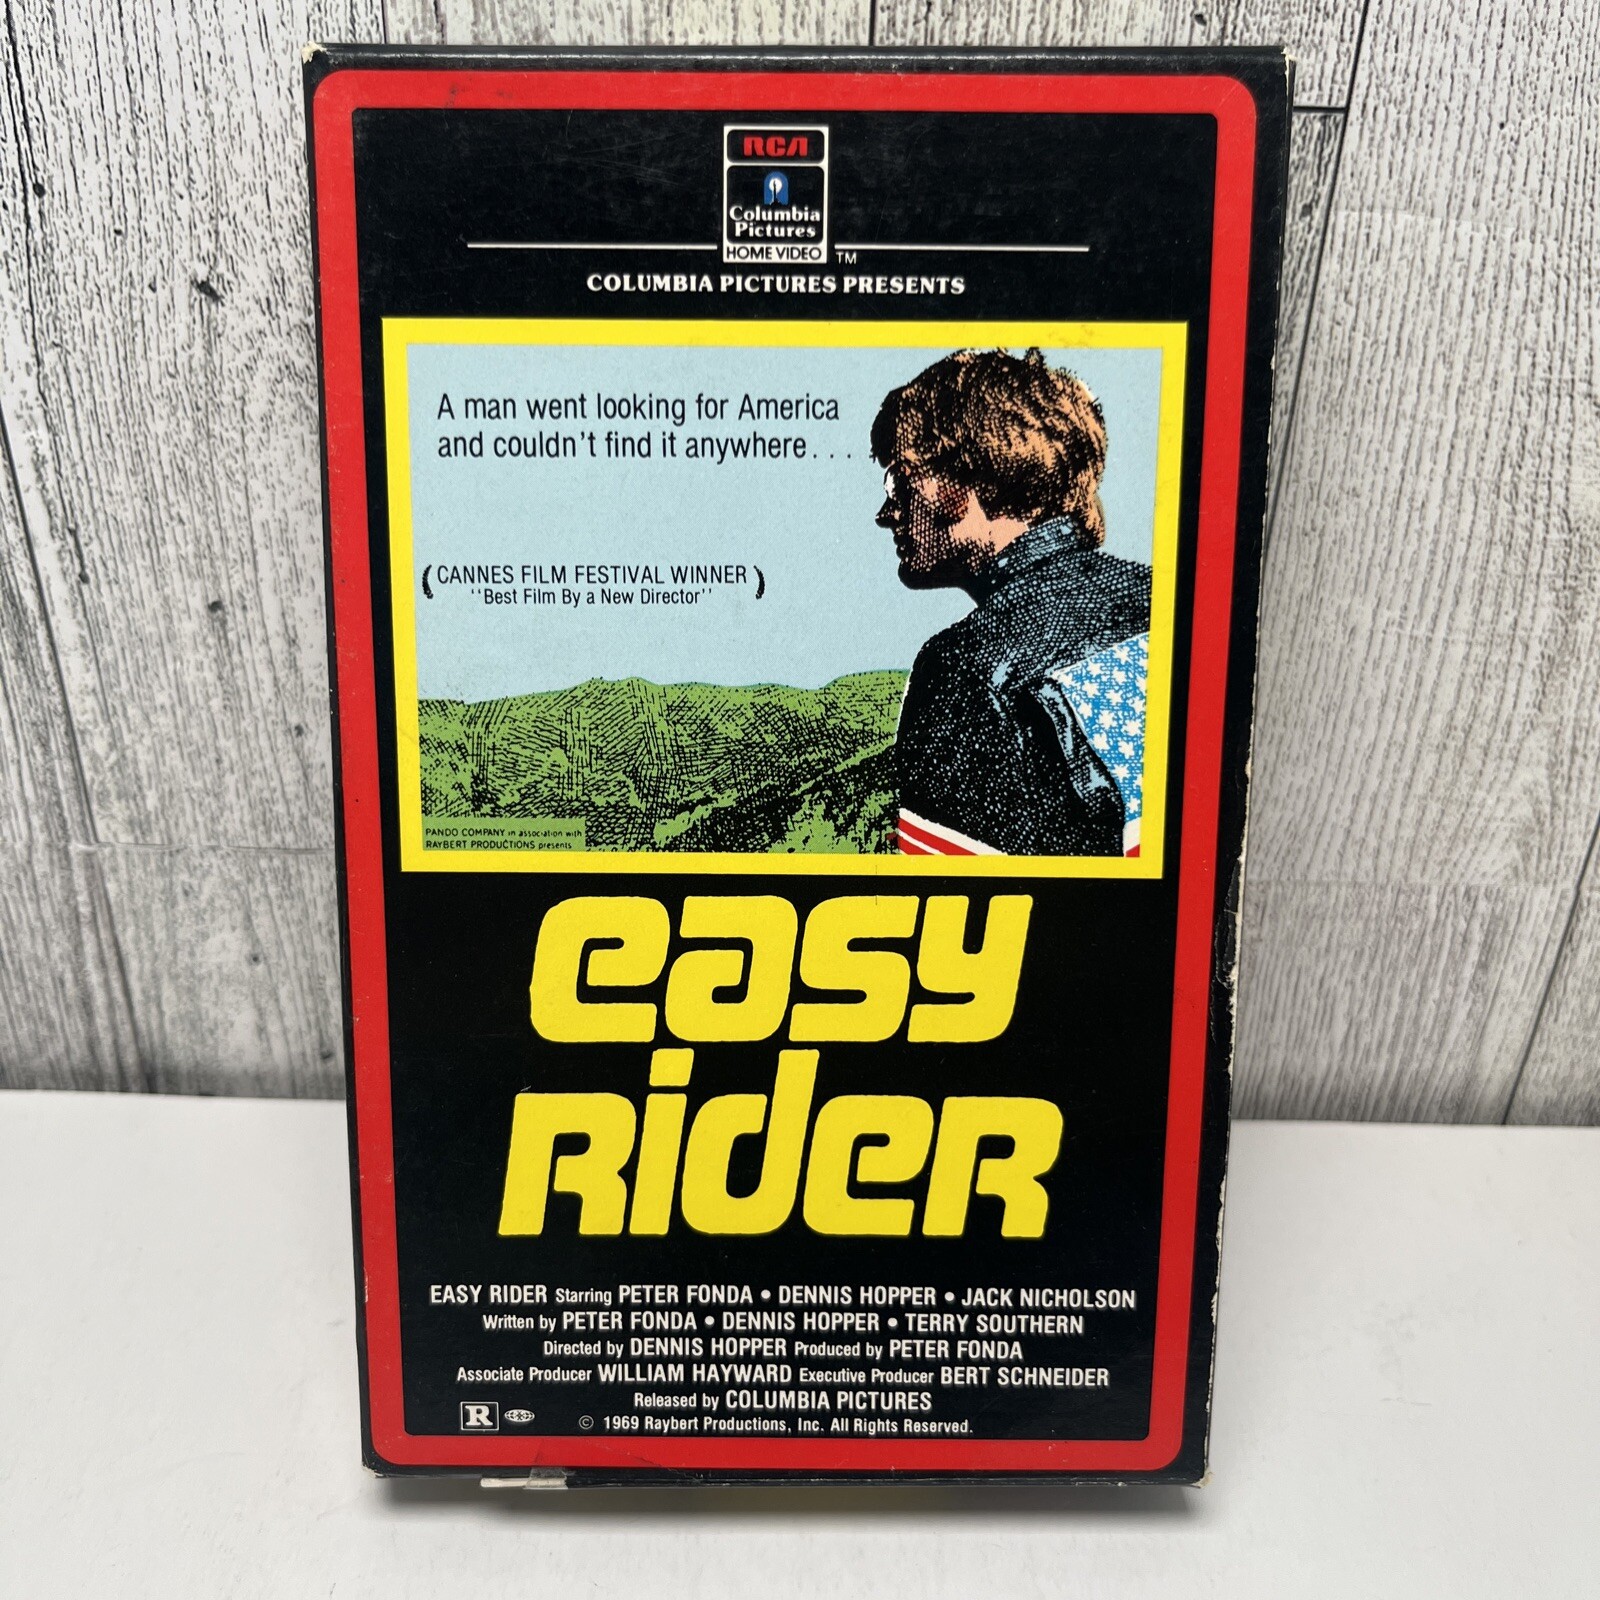 RCA
Columbia
Pictures
HOME VIDEO TM
COLUMBIA PICTURES PRESENTS
A man went looking for America
and couldn't find it anywhere...
(CANNES FILM FESTIVAL WINNER)
"Best Film By a New Director"
PANDO COMPANY in association with
RAYBERT PRODUCTIONS presents
easy
RideR
EASY RIDER Starring PETER FONDA • DENNIS HOPPER • JACK NICHOLSON
Written by PETER FONDA • DENNIS HOPPER • TERRY SOUTHERN
Directed by DENNIS HOPPER Produced by PETER FONDA
Associate Producer WILLIAM HAYWARD Executive Producer BERT SCHNEIDER
Released by COLUMBIA PICTURES
R © 1969 Raybert Productions, Inc. All Rights Reserved.